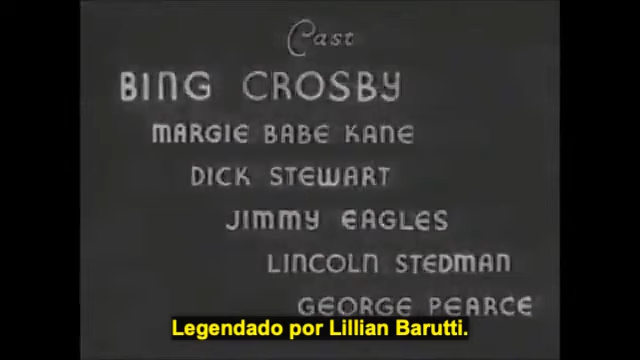 Cast
BING CROSBY
MARGIE BABE KANE
DICK STEWART
JIMMY EAGLES
LINCOLN STEDMAN
GEORGE PEARCE
Legendado por Lillian Barutti.